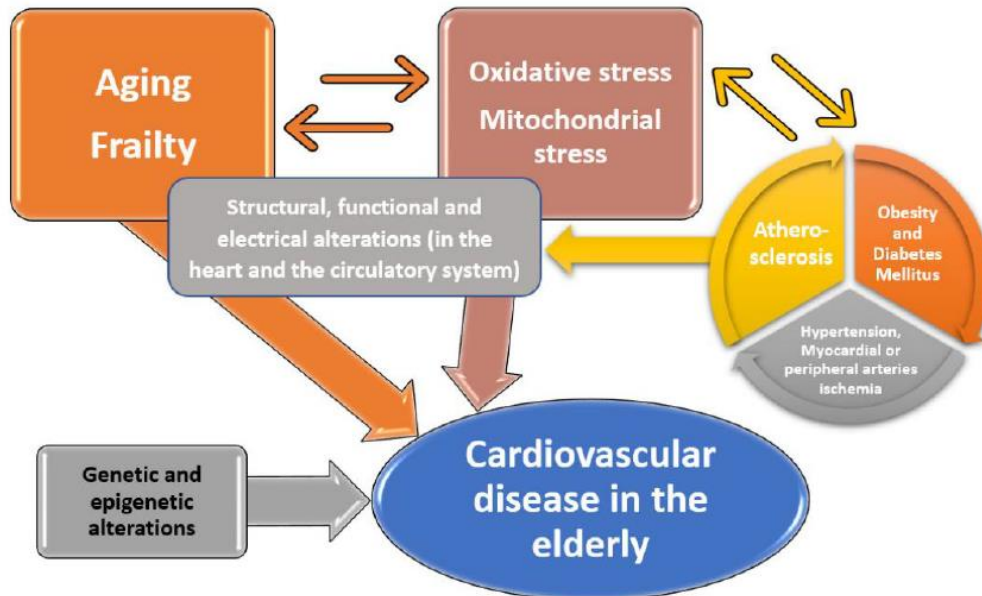 Aging
Frailty
Oxidative stress
Mitochondrial
stress
Structural, functional and
electrical alterations (in the
heart and the circulatory system)
Athero-
sclerosis
Obesity
and
Diabetes
Mellitus
Hypertension,
Myocardial or
peripheral arteries
ischemia
Genetic and
epigenetic
alterations
Cardiovascular
disease in the
elderly